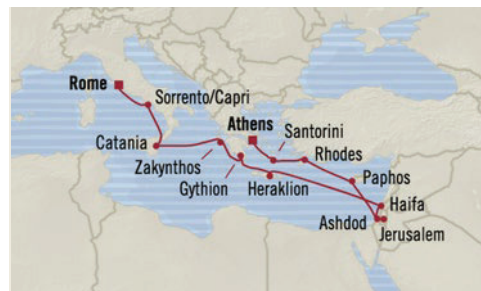 Rome
Sorrento/Capri
Athens
Santorini
Catania
Rhodes
Zakynthos
Paphos
Gythion
Heraklion
Haifa
Ashdod
Jerusalem